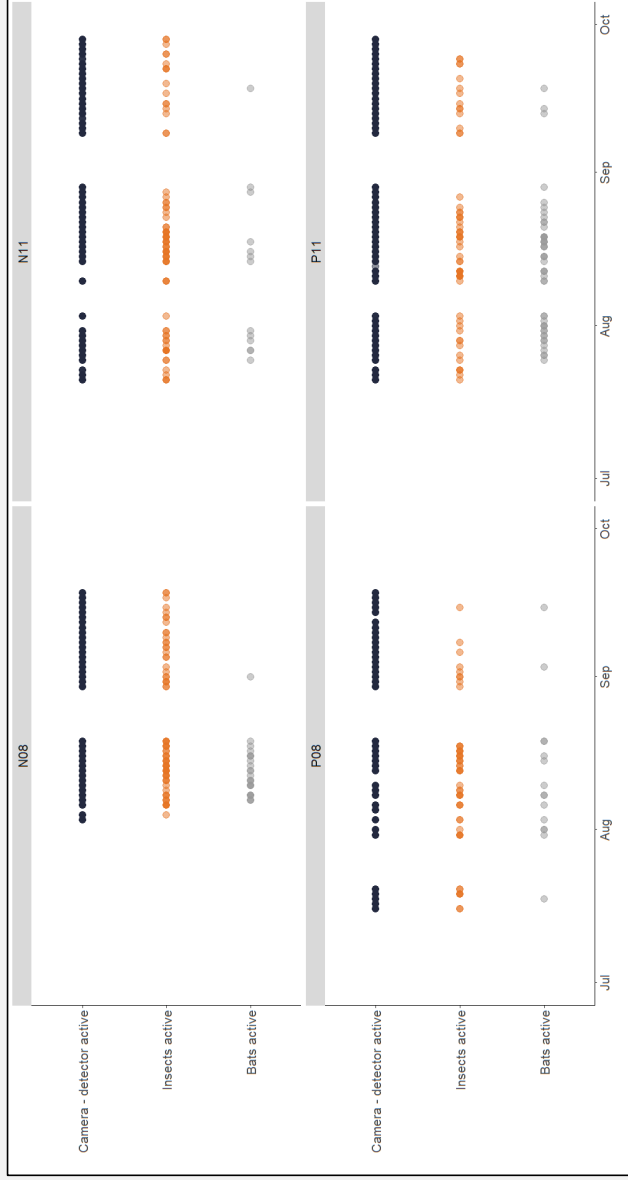 N08
N11
Camera - detector active
Insects active
Bats active
P08
P11
Camera - detector active
Insects active
Bats active
Jul
Aug
Sep
Oct
Jul
Aug
Sep
Oct